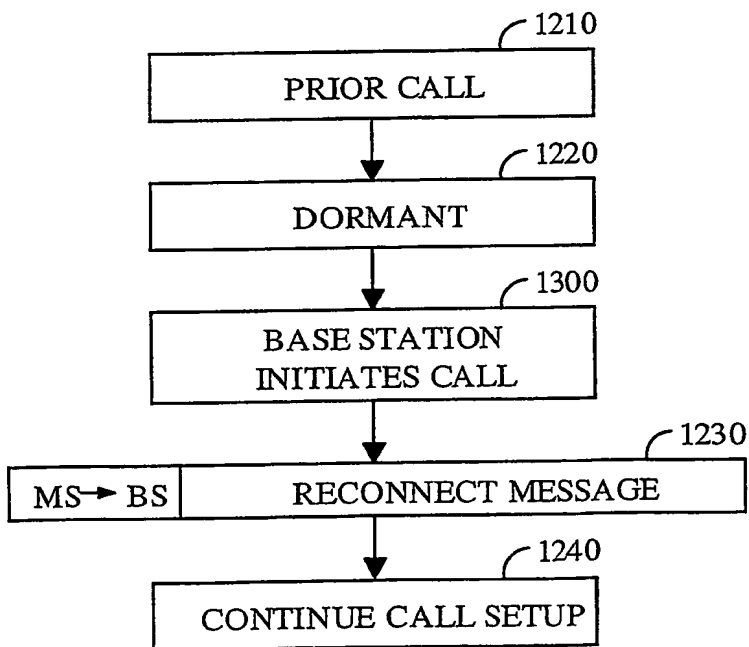 1210
PRIOR CALL
1220
DORMANT
1300
BASE STATION
INITIATES CALL
1230
MS → BS RECONNECT MESSAGE
1240
CONTINUE CALL SETUP